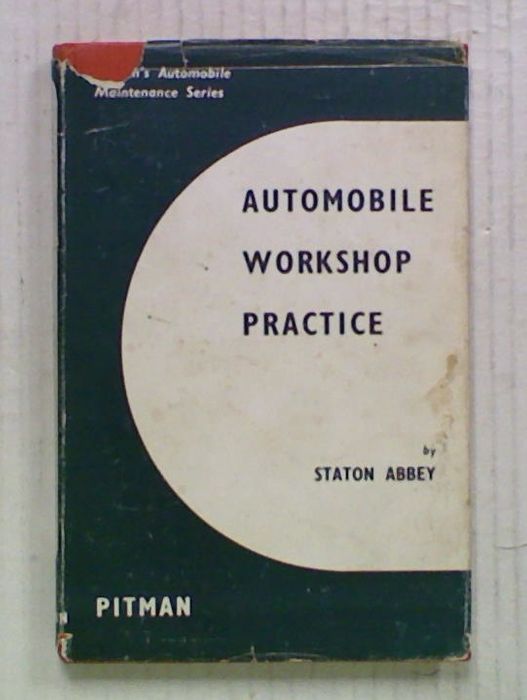 Automobile
Maintenance Series
AUTOMOBILE
WORKSHOP
PRACTICE
by
STATON ABBEY
PITMAN